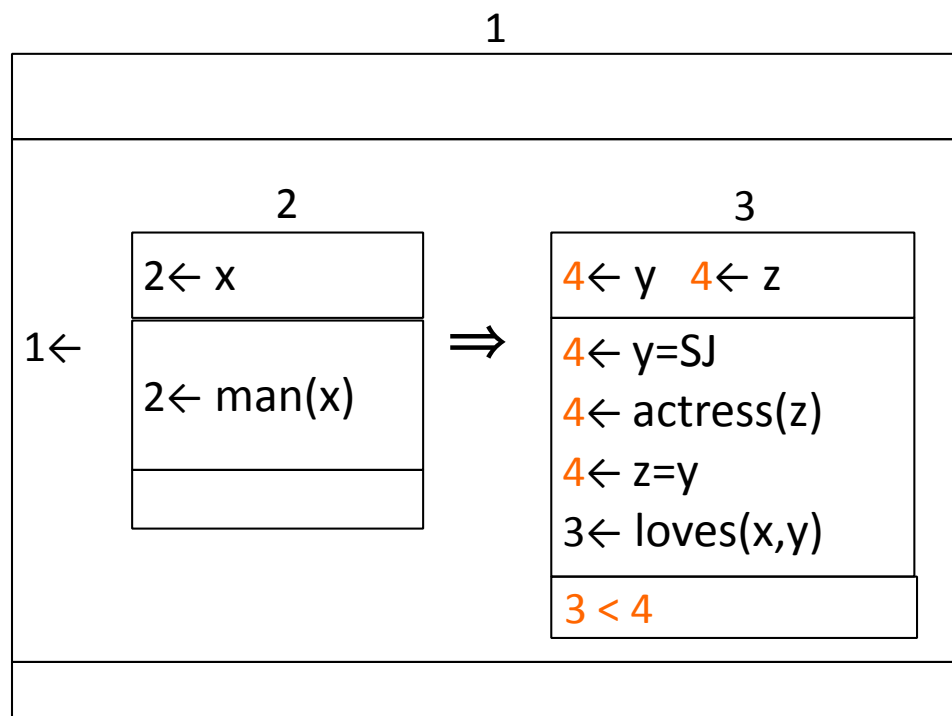 1
2
3
2← x
4← y 4← z
1←
2← man(x)
⇒
4← y=SJ
4← actress(z)
4← z=y
3← loves(x,y)
3 < 4